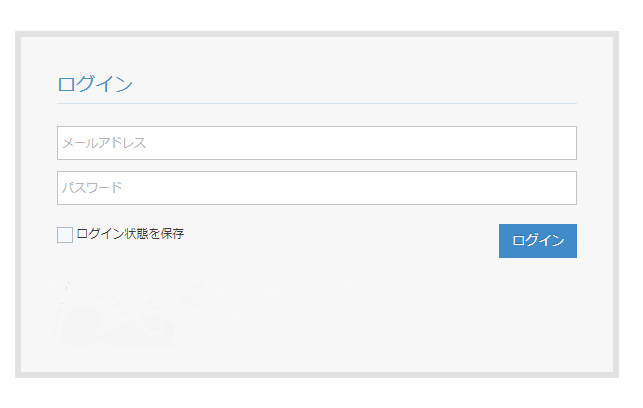 ログイン
メールアドレス
パスワード
ログイン状態を保存
ログイン